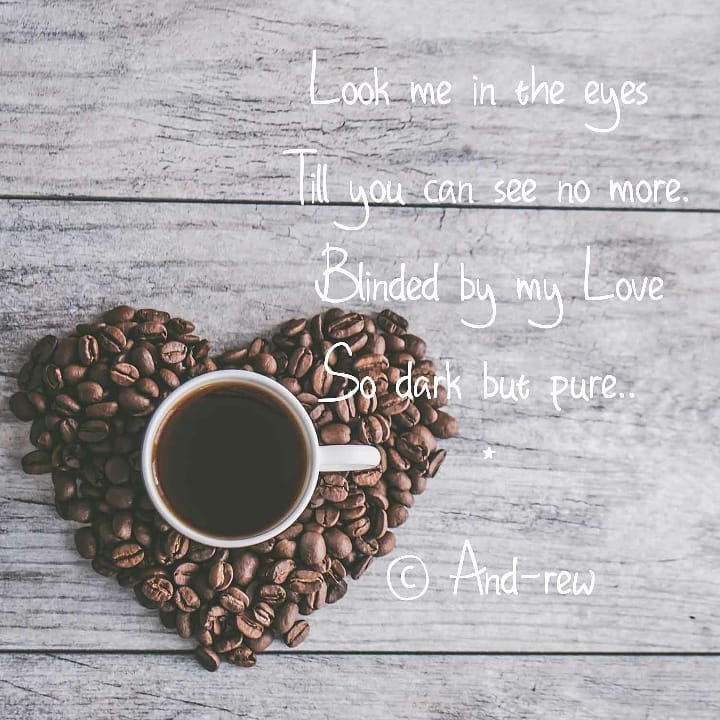 Look me in the eyes
Till you can see no more.
Blinded by my Love
So dark but pure..
*
© And-rew